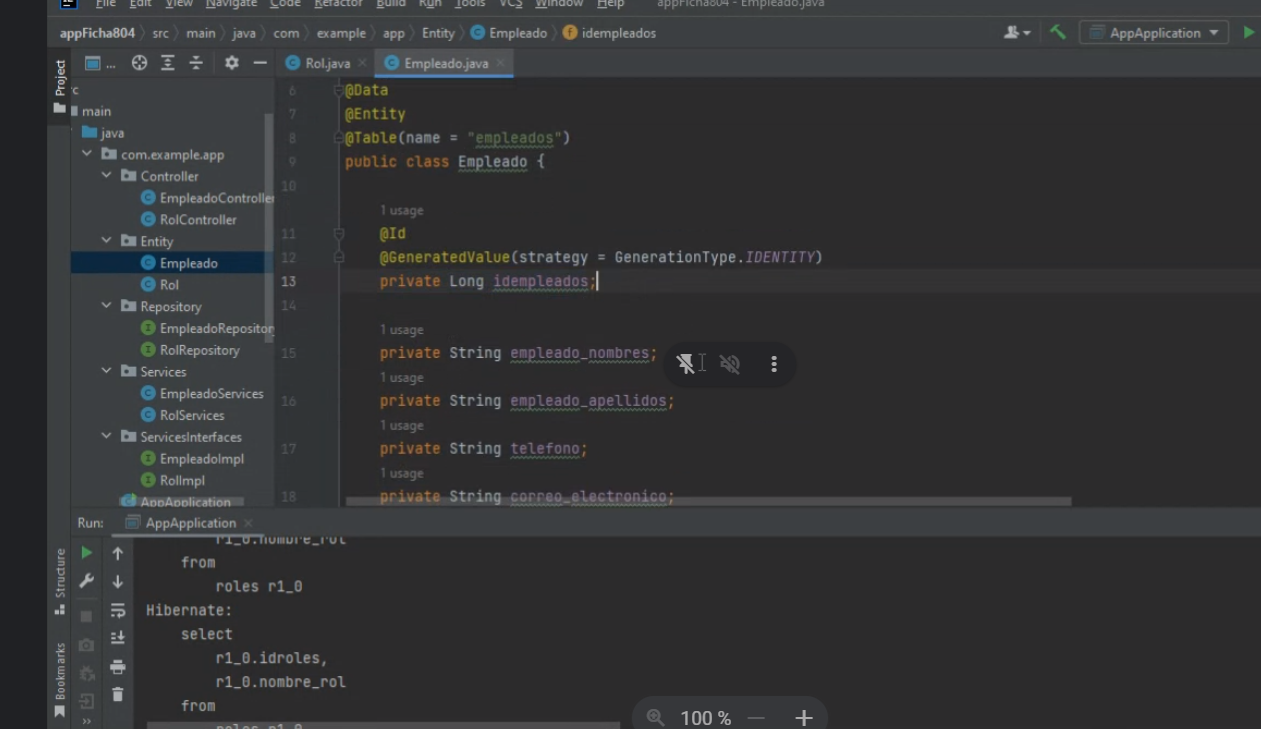 File Edit View Navigate Code Refactor Build Run Tools VCS Window Help appFicha804 - Empleado.java
appFicha804 src main java com example app Entity Empleado idempleados AppApplication
Project ... Rol.java Empleado.java
main
java
com.example.app
Controller
EmpleadoController
RolController
Entity
Empleado
Rol
Repository
EmpleadoRepository
RolRepository
Services
EmpleadoServices
RolServices
ServicesInterfaces
EmpleadoImpl
RolImpl
AppApplication
6 @Data
7 @Entity
8 @Table(name = "empleados")
9 public class Empleado {
10
1 usage
11 @Id
12 @GeneratedValue(strategy = GenerationType.IDENTITY)
13 private Long idempleados;
14
1 usage
15 private String empleado_nombres;
1 usage
16 private String empleado_apellidos;
1 usage
17 private String telefono;
1 usage
18 private String correo_electronico;
Run: AppApplication
r1_0.nombre_rol
from
roles r1_0
Hibernate:
select
r1_0.idroles,
r1_0.nombre_rol
from
roles r1_0
Structure
Bookmarks
100 %